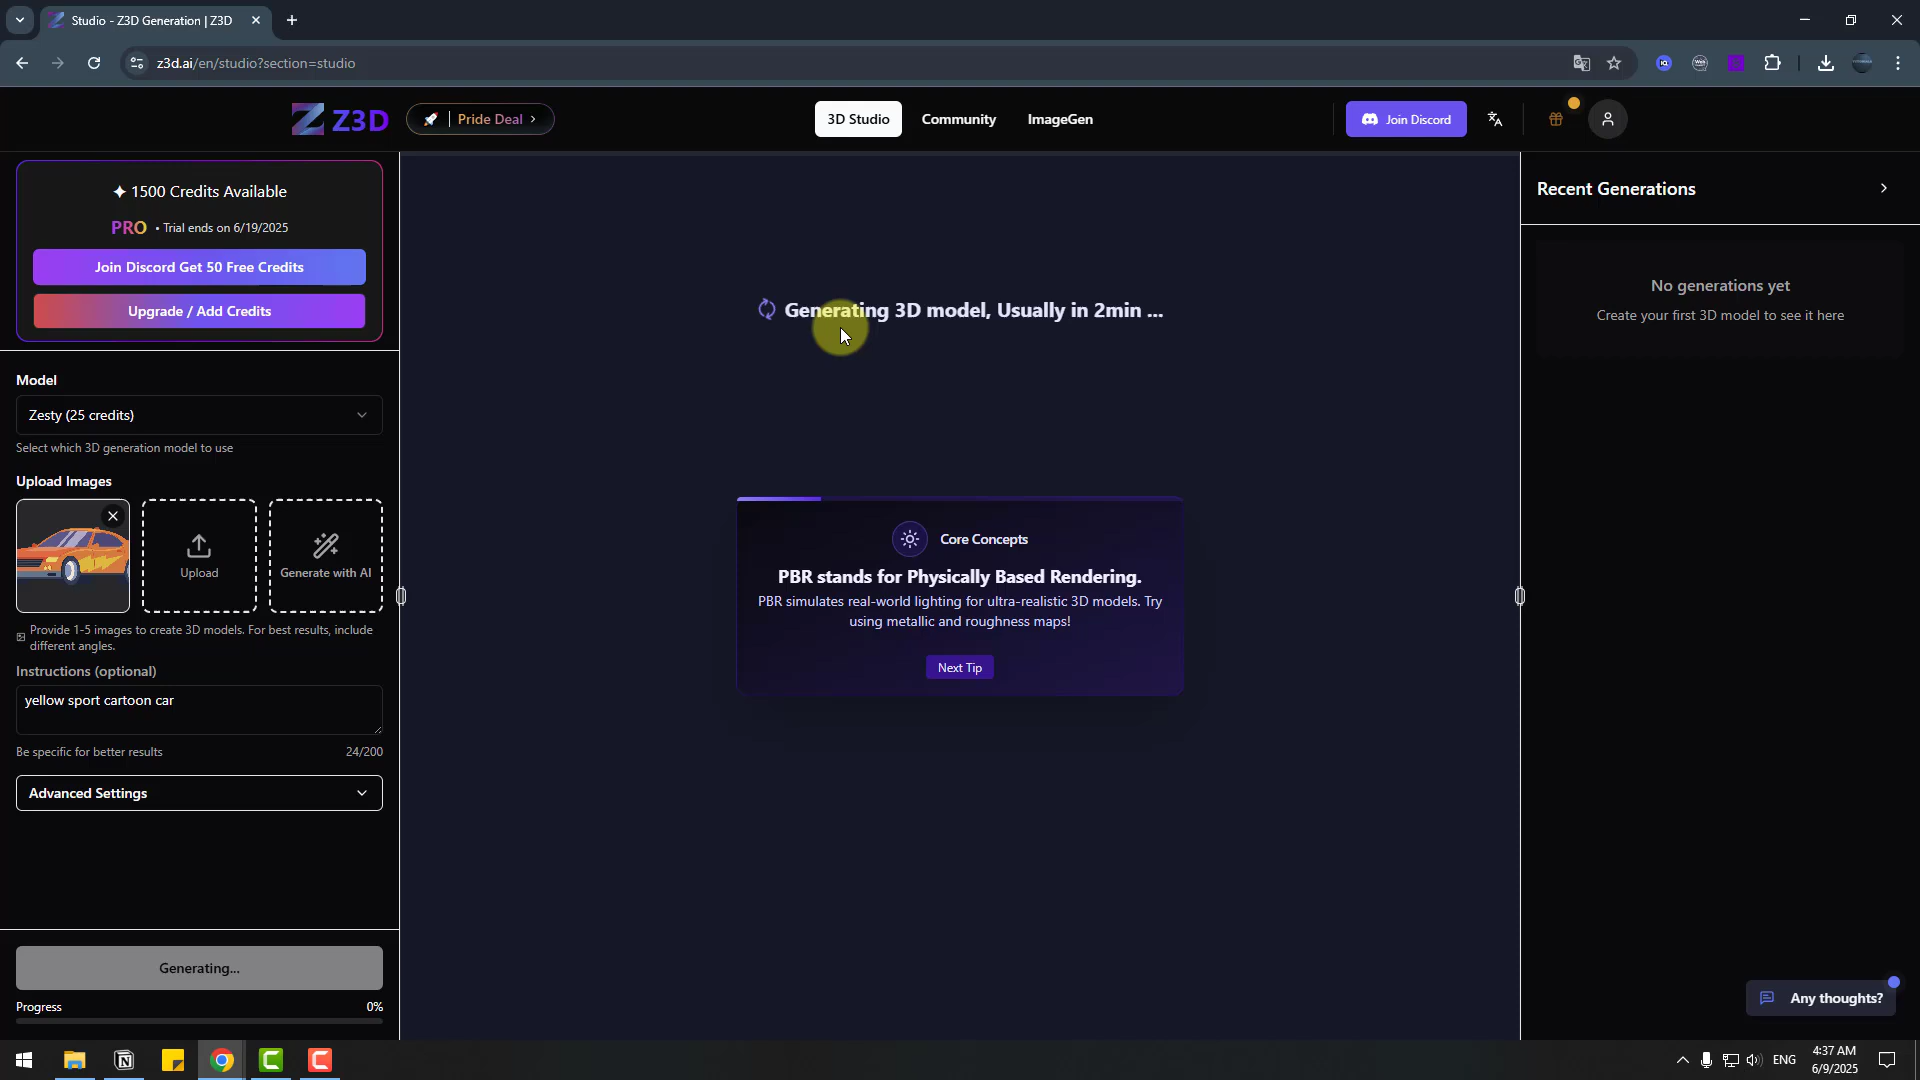 Studio - Z3D Generation | Z3D
z3d.ai/en/studio?section=studio
Z3D
Pride Deal
3D Studio
Community
ImageGen
Join Discord
1500 Credits Available
PRO • Trial ends on 6/19/2025
Join Discord Get 50 Free Credits
Upgrade / Add Credits
Model
Zesty (25 credits)
Select which 3D generation model to use
Upload Images
Upload
Generate with AI
Provide 1-5 images to create 3D models. For best results, include
different angles.
Instructions (optional)
yellow sport cartoon car
Be specific for better results
24/200
Advanced Settings
Generating...
Progress
0%
Generating 3D model, Usually in 2min ...
Core Concepts
PBR stands for Physically Based Rendering.
PBR simulates real-world lighting for ultra-realistic 3D models. Try
using metallic and roughness maps!
Next Tip
Recent Generations
No generations yet
Create your first 3D model to see it here
Any thoughts?
ENG
4:37 AM
6/9/2025